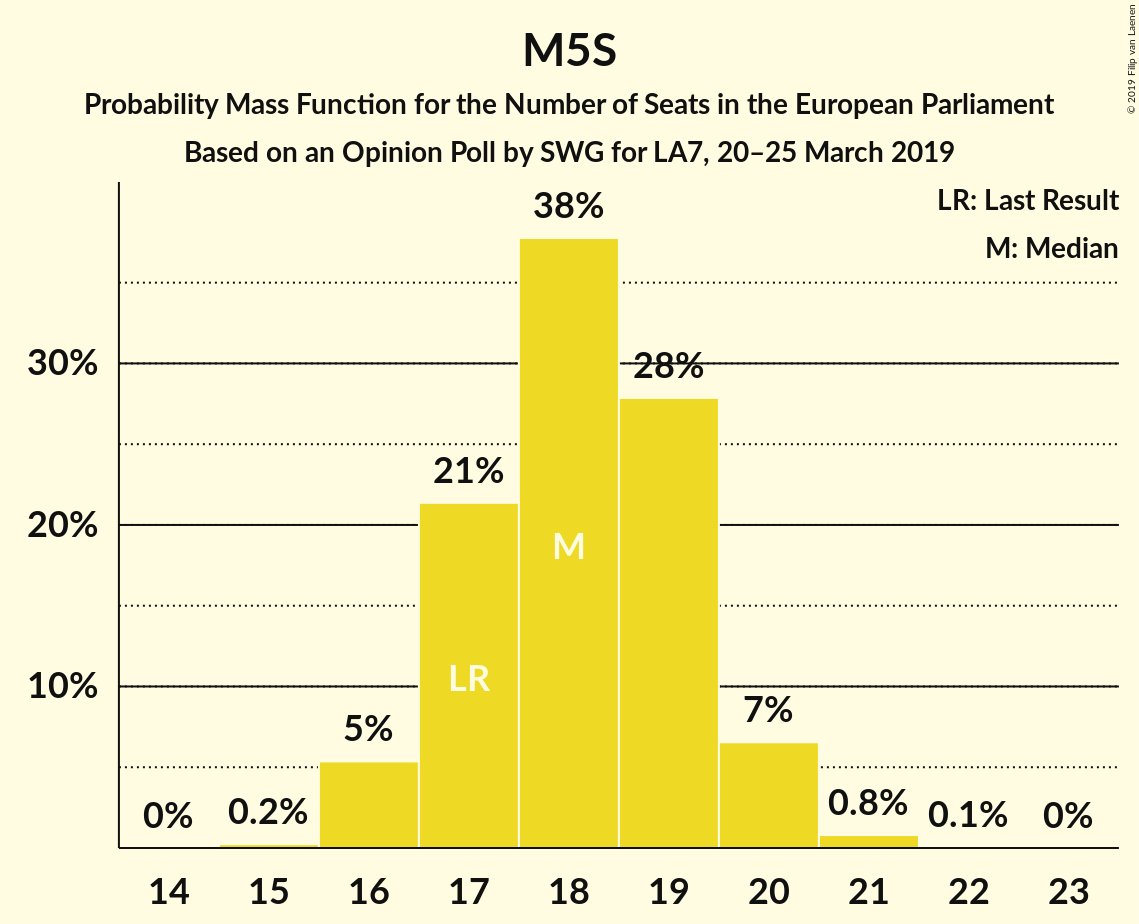 M5S
Probability Mass Function for the Number of Seats in the European Parliament
Based on an Opinion Poll by SWG for LA7, 20–25 March 2019
© 2019 Filip van Laenen
LR: Last Result
M: Median
38%
30%
28%
21%
20%
M
LR
10%
7%
5%
0%
0.2%
0.8%
0.1%
0%
14 15 16 17 18 19 20 21 22 23